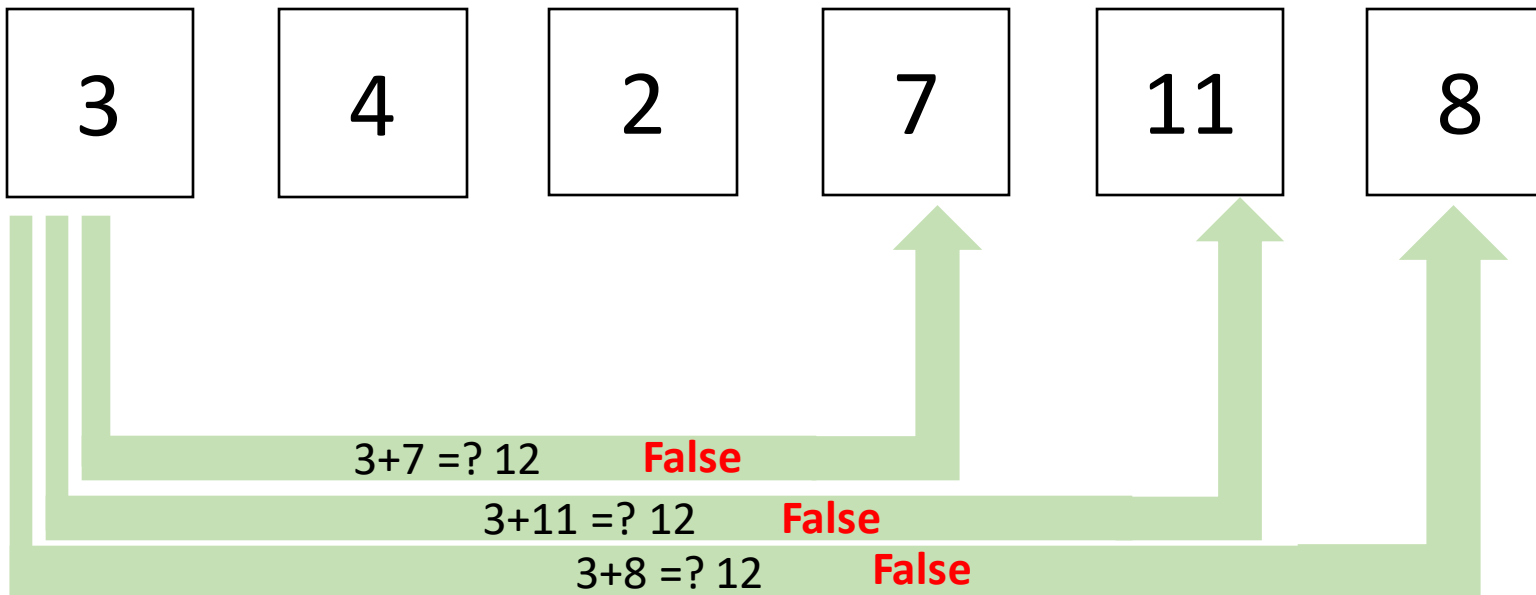 3 4 2 7 11 8
3+7 =? 12 False
3+11 =? 12 False
3+8 =? 12 False